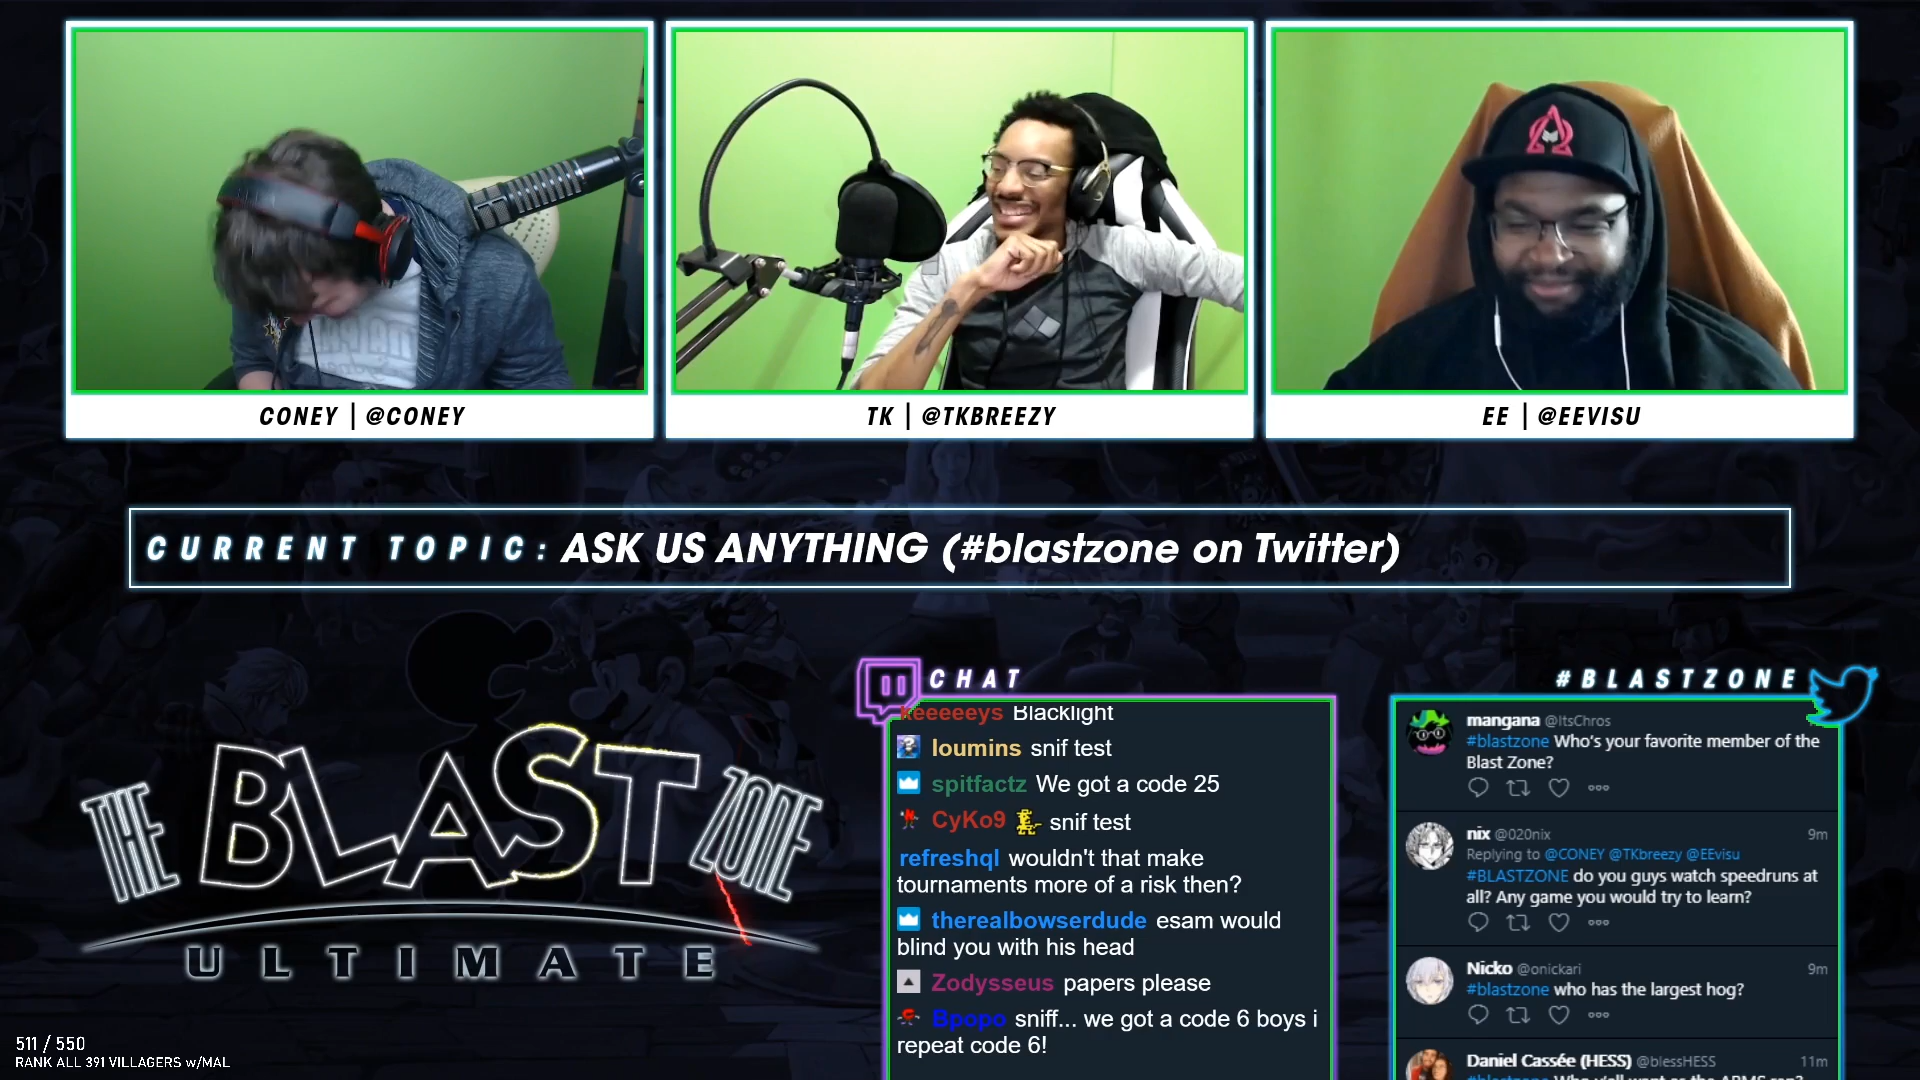 CONEY | @CONEY
TK | @TKBREEZY
EE | @EEVISU
CURRENT TOPIC: ASK US ANYTHING (#blastzone on Twitter)
THE BLAST ZONE
ULTIMATE
511 / 550
RANK ALL 391 VILLAGERS w/MAL
CHAT
keeeeeys Blacklight
loumins snif test
spitfactz We got a code 25
CyKo9 snif test
refreshql wouldn't that make
tournaments more of a risk then?
therealbowserdude esam would
blind you with his head
Zodysseus papers please
Bpopo sniff... we got a code 6 boys i
repeat code 6!
#BLASTZONE
mangana @ItsChros
#blastzone Who's your favorite member of the
Blast Zone?
nix @020nix 9m
Replying to @CONEY @TKbreezy @EEvisu
#BLASTZONE do you guys watch speedruns at
all? Any game you would try to learn?
Nicko @onickari 9m
#blastzone who has the largest hog?
Daniel Cassée (HESS) @blessHESS 11m